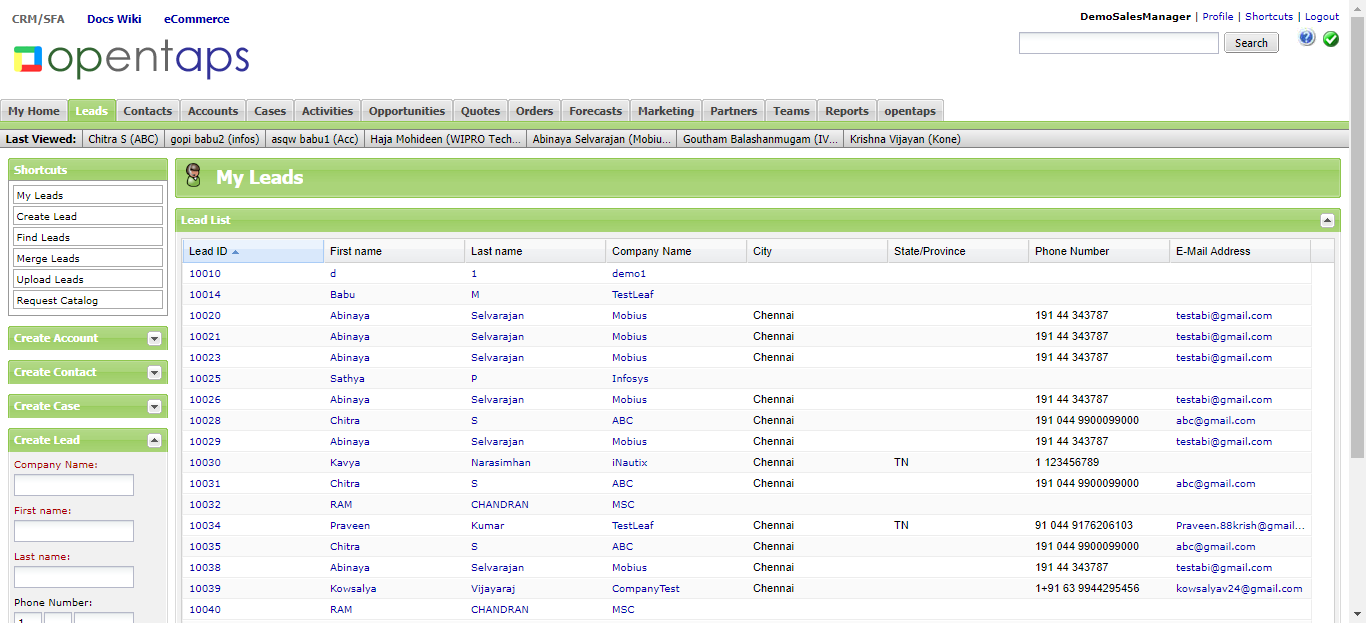 CRM/SFA Docs Wiki eCommerce
DemoSalesManager | Profile | Shortcuts | Logout
opentaps
Search
My Home Leads Contacts Accounts Cases Activities Opportunities Quotes Orders Forecasts Marketing Partners Teams Reports opentaps
Last Viewed: Chitra S (ABC) gopi babu2 (infos) asqw babu1 (Acc) Haja Mohideen (WIPRO Tech... Abinaya Selvarajan (Mobiu... Goutham Balashanmugam (IV... Krishna Vijayan (Kone)
Shortcuts
My Leads
Create Lead
Find Leads
Merge Leads
Upload Leads
Request Catalog
Create Account
Create Contact
Create Case
Create Lead
Company Name:
First name:
Last name:
Phone Number:
1
My Leads
Lead List
Lead ID First name Last name Company Name City State/Province Phone Number E-Mail Address
10010 d 1 demo1
10014 Babu M TestLeaf
10020 Abinaya Selvarajan Mobius Chennai 191 44 343787 testabi@gmail.com
10021 Abinaya Selvarajan Mobius Chennai 191 44 343787 testabi@gmail.com
10023 Abinaya Selvarajan Mobius Chennai 191 44 343787 testabi@gmail.com
10025 Sathya P Infosys
10026 Abinaya Selvarajan Mobius Chennai 191 44 343787 testabi@gmail.com
10028 Chitra S ABC Chennai 191 044 9900099000 abc@gmail.com
10029 Abinaya Selvarajan Mobius Chennai 191 44 343787 testabi@gmail.com
10030 Kavya Narasimhan iNautix Chennai TN 1 123456789
10031 Chitra S ABC Chennai 191 044 9900099000 abc@gmail.com
10032 RAM CHANDRAN MSC
10034 Praveen Kumar TestLeaf Chennai TN 91 044 9176206103 Praveen.88krish@gmail...
10035 Chitra S ABC Chennai 191 044 9900099000 abc@gmail.com
10038 Abinaya Selvarajan Mobius Chennai 191 44 343787 testabi@gmail.com
10039 Kowsalya Vijayaraj CompanyTest Chennai 1+91 63 9944295456 kowsalyav24@gmail.com
10040 RAM CHANDRAN MSC